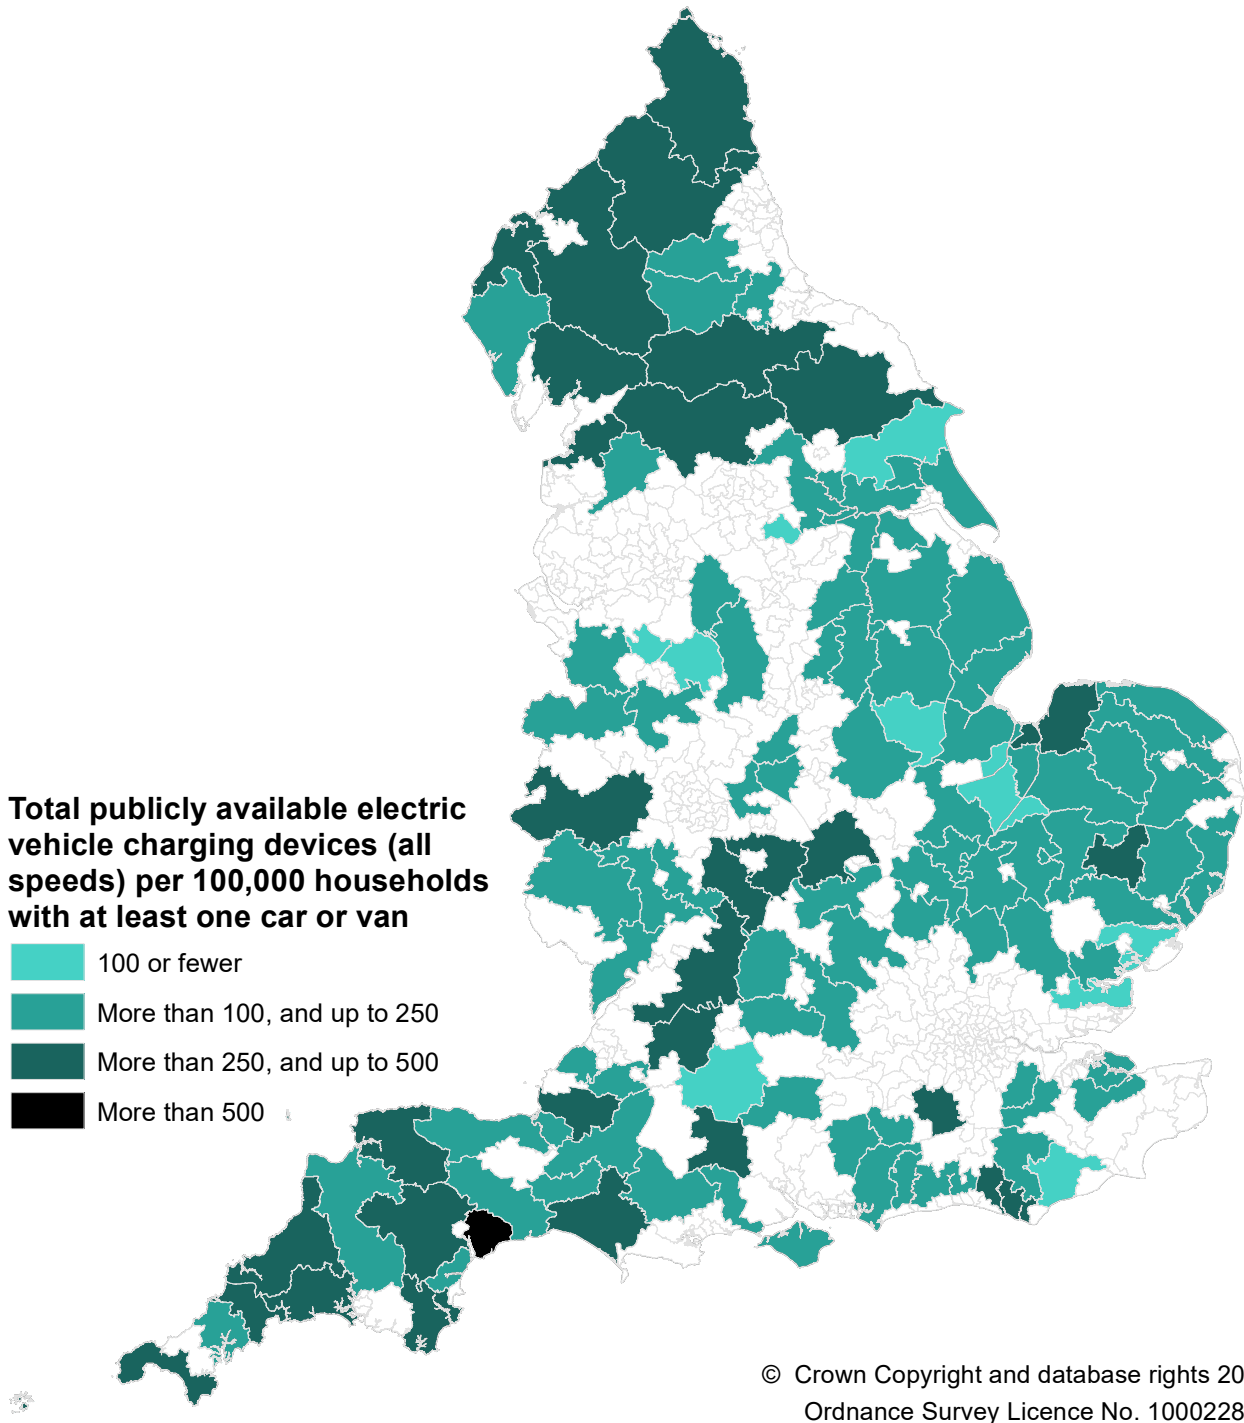 Total publicly available electric
vehicle charging devices (all
speeds) per 100,000 households
with at least one car or van
100 or fewer
More than 100, and up to 250
More than 250, and up to 500
More than 500
© Crown Copyright and database rights 20
Ordnance Survey Licence No. 1000228